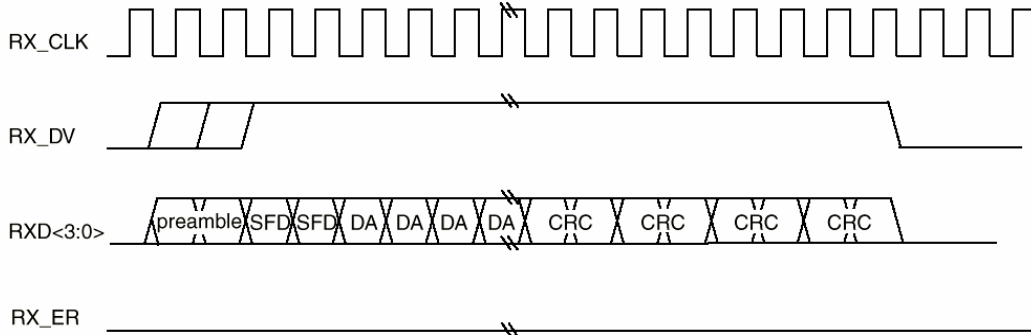 RX_CLK
RX_DV
RXD<3:0> preamble SFD SFD DA DA DA DA CRC CRC CRC CRC
RX_ER